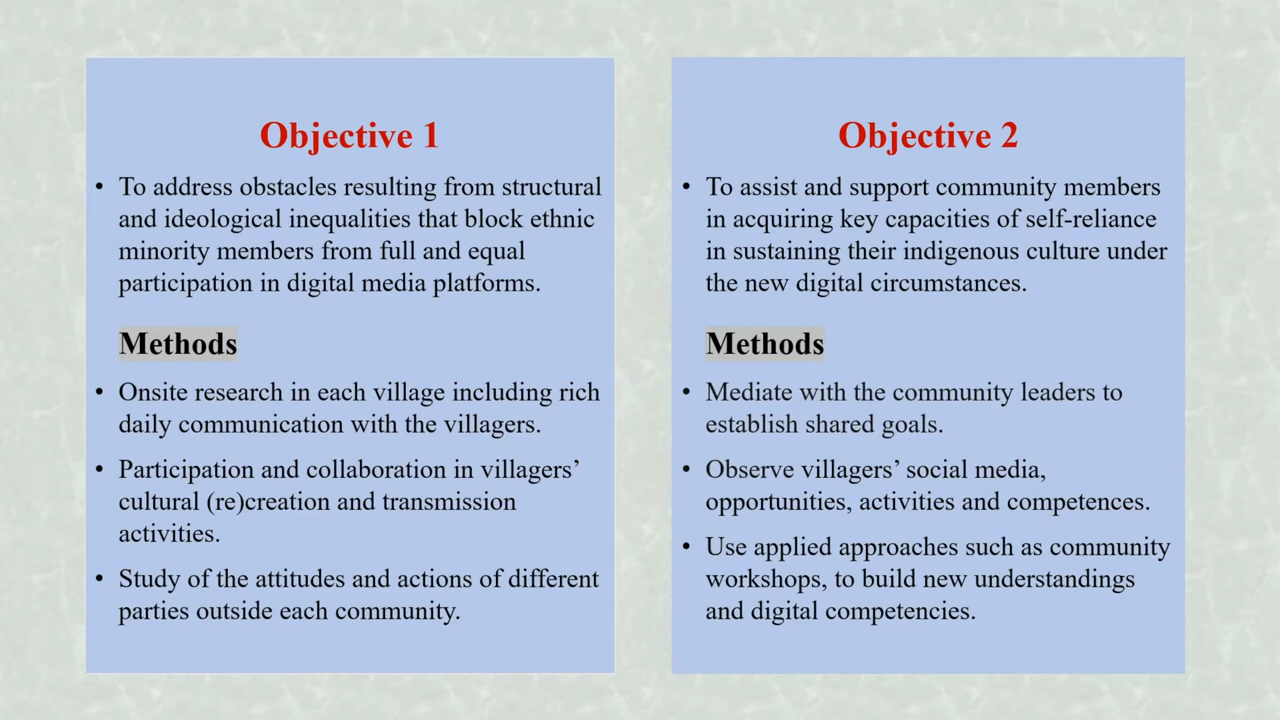 Objective 1
• To address obstacles resulting from structural
and ideological inequalities that block ethnic
minority members from full and equal
participation in digital media platforms.
Methods
• Onsite research in each village including rich
daily communication with the villagers.
• Participation and collaboration in villagers’
cultural (re)creation and transmission
activities.
• Study of the attitudes and actions of different
parties outside each community.
Objective 2
• To assist and support community members
in acquiring key capacities of self-reliance
in sustaining their indigenous culture under
the new digital circumstances.
Methods
• Mediate with the community leaders to
establish shared goals.
• Observe villagers’ social media,
opportunities, activities and competences.
• Use applied approaches such as community
workshops, to build new understandings
and digital competencies.